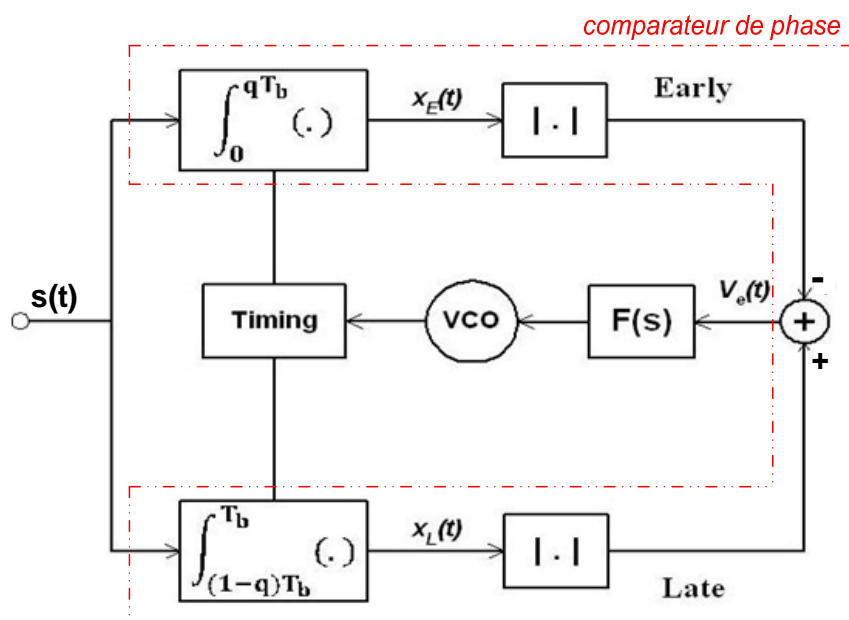 comparateur de phase
∫₀^{qT_b} (.)
x_E(t)
| . |
Early
s(t)
Timing
VCO
F(s)
V_e(t)
-
+
+
∫_{(1-q)T_b}^{T_b} (.)
x_L(t)
| . |
Late